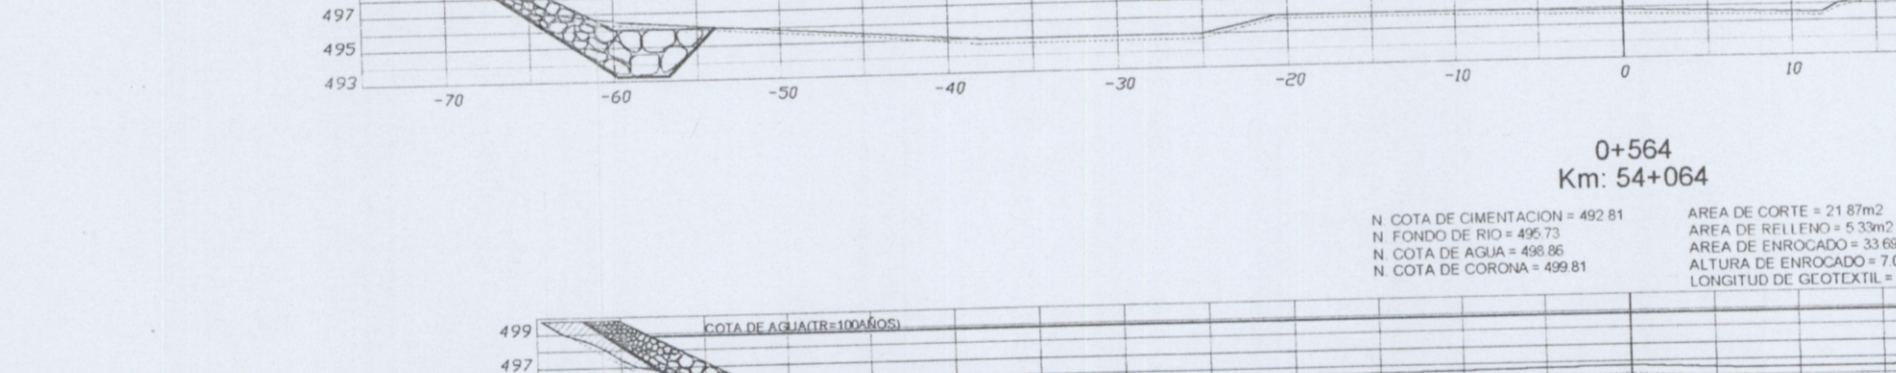 497
495
493
-70 -60 -50 -40 -30 -20 -10 0 10
0+564
Km: 54+064
N. COTA DE CIMENTACION = 492.81
N. FONDO DE RIO = 495.73
N. COTA DE AGUA = 498.86
N. COTA DE CORONA = 499.81
AREA DE CORTE = 21.87m2
AREA DE RELLENO = 5.33m2
AREA DE ENROCADO = 33.69
ALTURA DE ENROCADO = 7.0
LONGITUD DE GEOTEXTIL =
499
COTA DE AGUA(TR=100AÑOS)
497